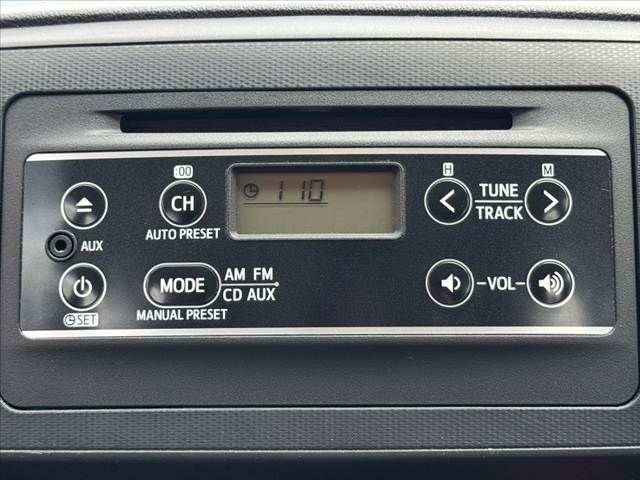 :00
H
M
CH
1 10
TUNE
TRACK
AUX
AUTO PRESET
MODE
AM FM
CD AUX
VOL
SET
MANUAL PRESET